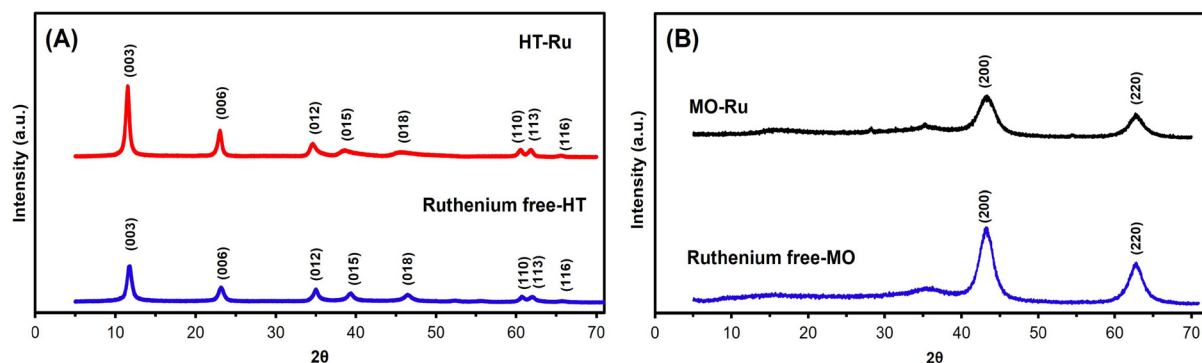 (A)
HT-Ru
(003)
(006)
(012)
(015)
(018)
(110)
(113)
(116)
Ruthenium free-HT
(003)
(006)
(012)
(015)
(018)
(110)
(113)
(116)
Intensity (a.u.)
0 10 20 30 40 50 60 70
2θ
(B)
MO-Ru
(200)
(220)
Ruthenium free-MO
(200)
(220)
Intensity (a.u.)
0 10 20 30 40 50 60 70
2θ